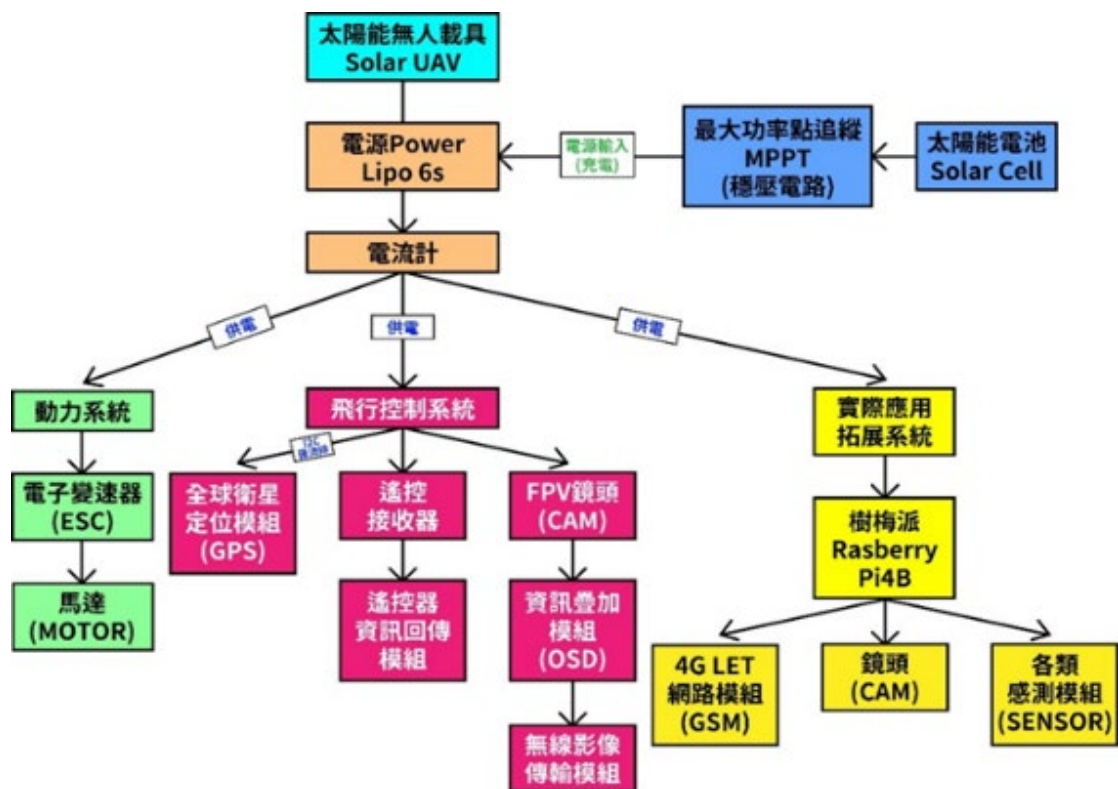 太陽能無人載具
Solar UAV
電源Power
Lipo 6s
電源輸入
(充電)
最大功率點追縱
MPPT
(穩壓電路)
太陽能電池
Solar Cell
電流計
供電
供電
供電
動力系統
飛行控制系統
實際應用
拓展系統
I2C
電子變速器
(ESC)
全球衛星
定位模組
(GPS)
遙控
接收器
FPV鏡頭
(CAM)
樹梅派
Rasberry
Pi4B
馬達
(MOTOR)
遙控器
資訊回傳
模組
資訊疊加
模組
(OSD)
4G LET
網路模組
(GSM)
鏡頭
(CAM)
各類
感測模組
(SENSOR)
無線影像
傳輸模組